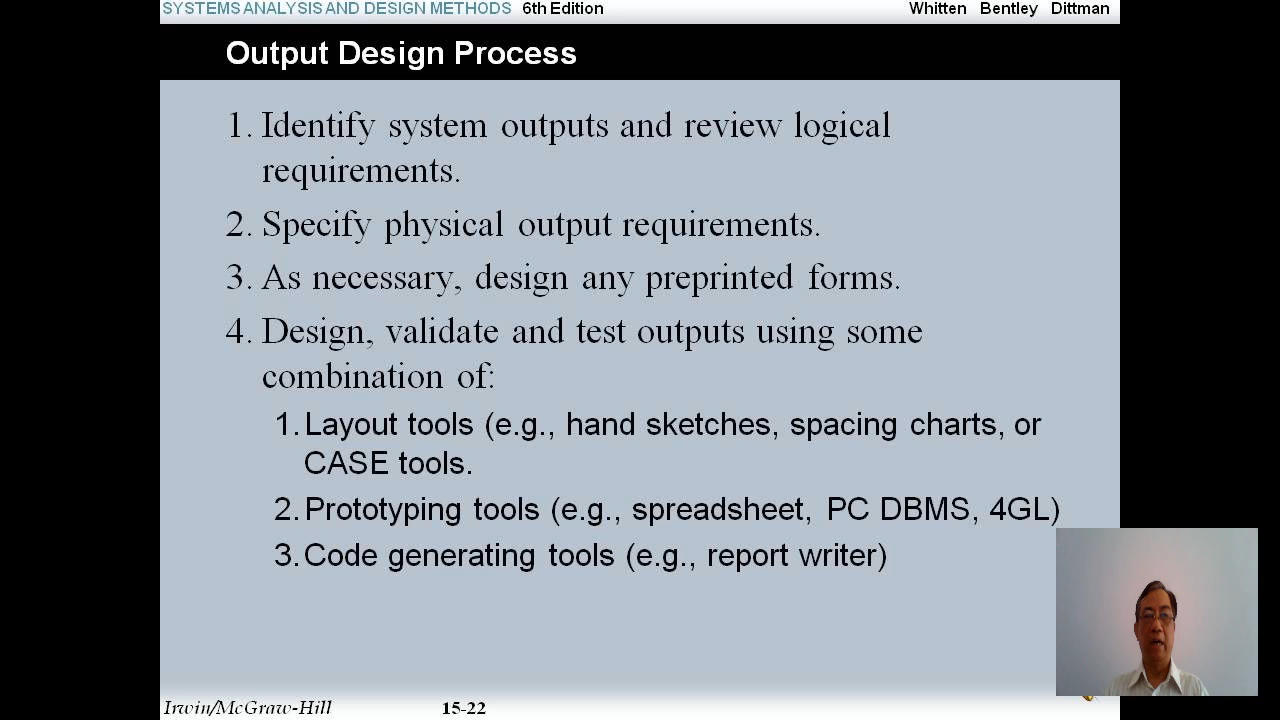 SYSTEMS ANALYSIS AND DESIGN METHODS 6th Edition Whitten Bentley Dittman
Output Design Process
1. Identify system outputs and review logical
requirements.
2. Specify physical output requirements.
3. As necessary, design any preprinted forms.
4. Design, validate and test outputs using some
combination of:
1. Layout tools (e.g., hand sketches, spacing charts, or
CASE tools.
2. Prototyping tools (e.g., spreadsheet, PC DBMS, 4GL)
3. Code generating tools (e.g., report writer)
Irwin/McGraw-Hill 15-22